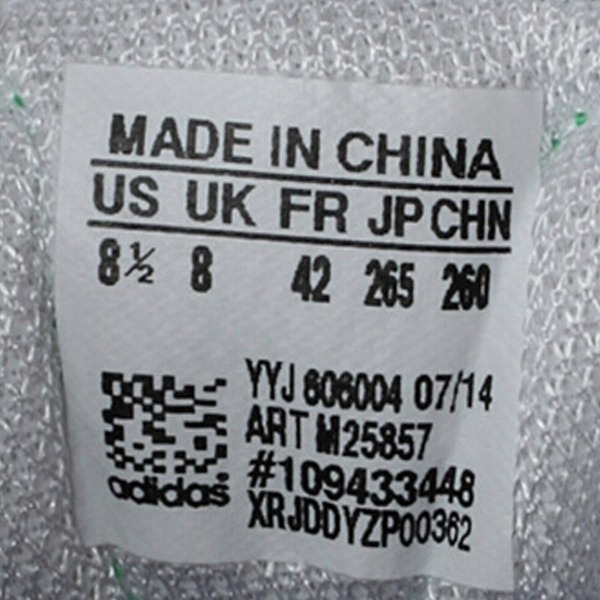 MADE IN CHINA
US UK FR JP CHN
8½ 8 42 265 260
YYJ 606004 07/14
ART M25857
#109433448
XRJDDYZP00362
adidas